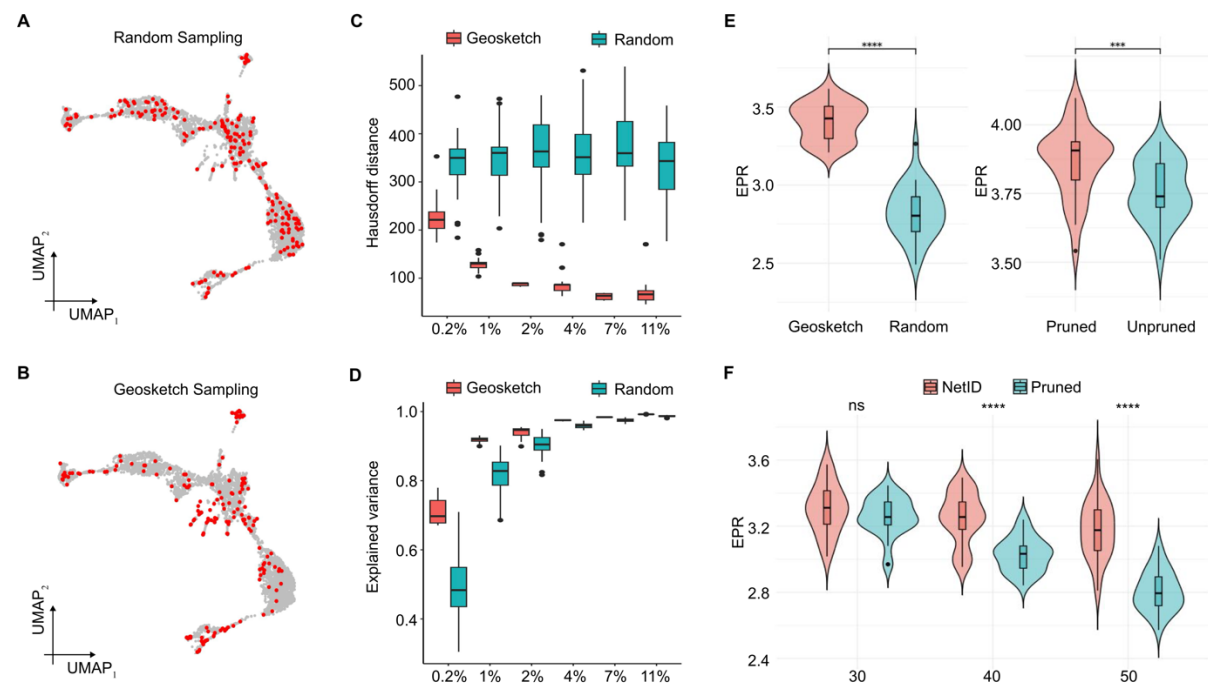 A
Random Sampling
UMAP2
UMAP1
B
Geosketch Sampling
UMAP2
UMAP1
C
Geosketch Random
Hausdorff distance
500
400
300
200
100
0.2% 1% 2% 4% 7% 11%
D
Geosketch Random
Explained variance
1.0
0.8
0.6
0.4
0.2% 1% 2% 4% 7% 11%
E
****
EPR
3.5
3.0
2.5
Geosketch Random
***
EPR
4.00
3.75
3.50
Pruned Unpruned
F
NetID Pruned
ns **** ****
EPR
3.6
3.2
2.8
2.4
30 40 50